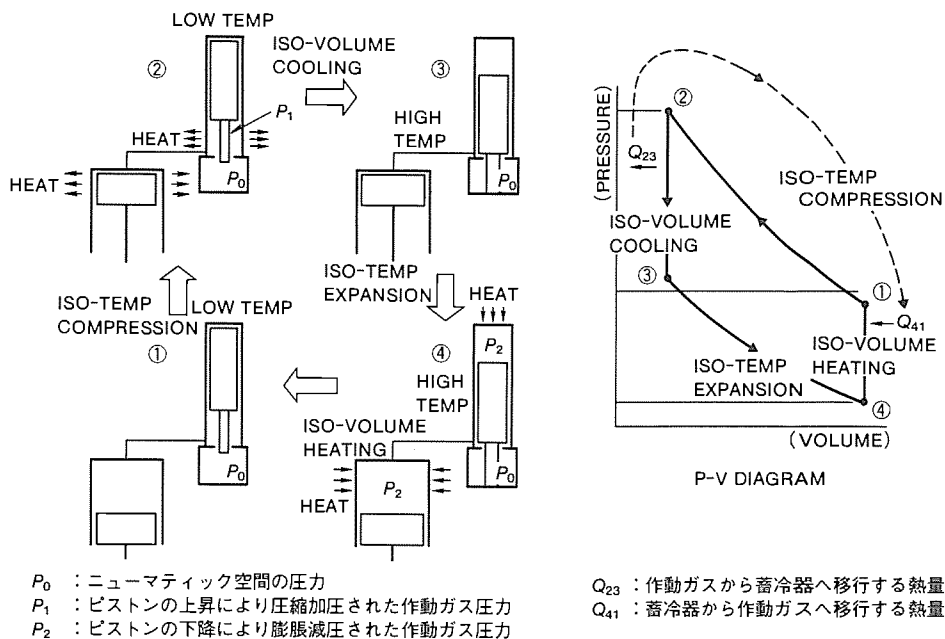 LOW TEMP
②
ISO-VOLUME
COOLING
P₁
HEAT
HEAT
P₀
③
HIGH
TEMP
P₀
ISO-TEMP
COMPRESSION
ISO-TEMP
EXPANSION
HEAT
LOW TEMP
①
P₀
④
P₂
HIGH
TEMP
ISO-VOLUME
HEATING
HEAT
P₂
P₀
(PRESSURE)
②
Q₂₃
ISO-TEMP
COMPRESSION
ISO-VOLUME
COOLING
③
①
Q₄₁
ISO-VOLUME
HEATING
ISO-TEMP
EXPANSION
④
(VOLUME)
P-V DIAGRAM
P₀ ：ニューマティック空間の圧力
P₁ ：ピストンの上昇により圧縮加圧された作動ガス圧力
P₂ ：ピストンの下降により膨脹減圧された作動ガス圧力
Q₂₃ ：作動ガスから蓄冷器へ移行する熱量
Q₄₁ ：蓄冷器から作動ガスへ移行する熱量